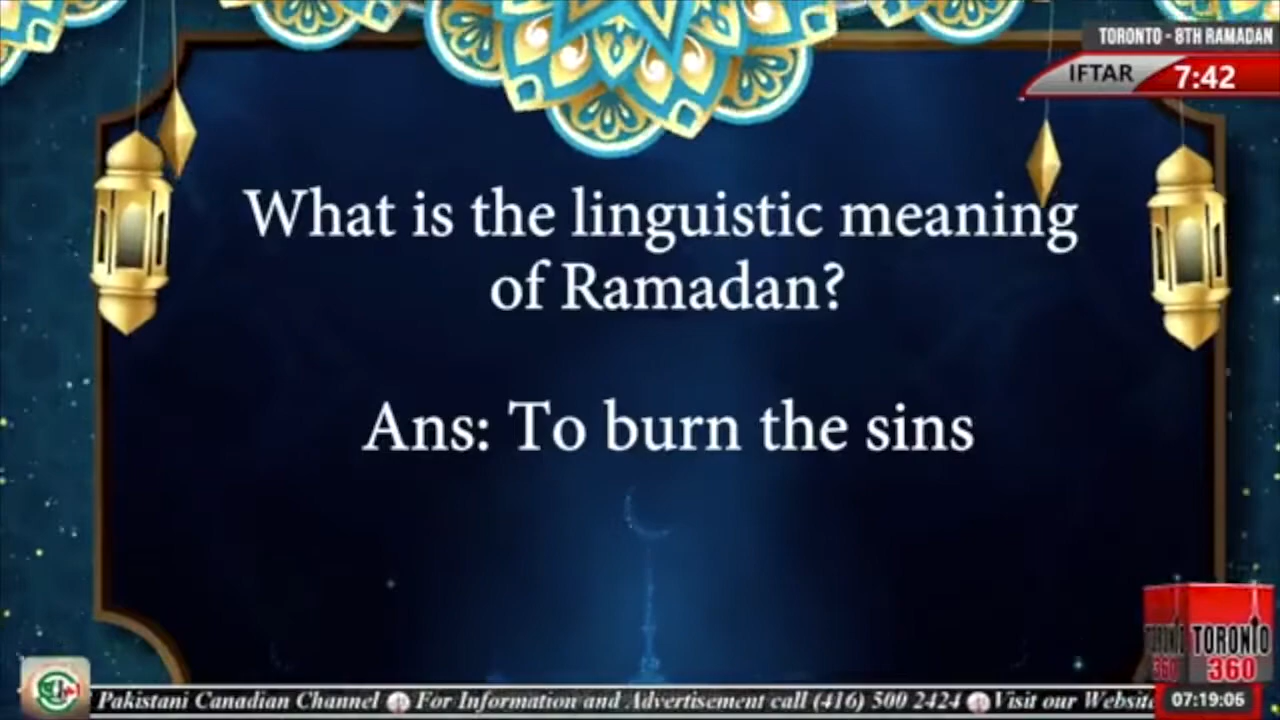 TORONTO - 8TH RAMADAN
IFTAR 7:42
What is the linguistic meaning
of Ramadan?
Ans: To burn the sins
TORONTO
360
Pakistani Canadian Channel For Information and Advertisement call (416) 500 2424 Visit our Website
07:19:06